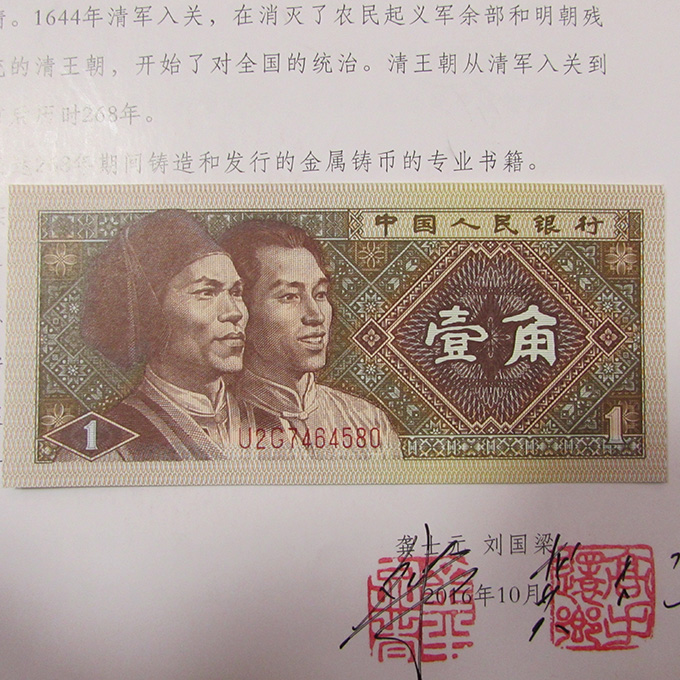 。1644年清军入关，在消灭了农民起义军余部和明朝残
的清王朝，开始了对全国的统治。清王朝从清军入关到
历时268年。
期间铸造和发行的金属铸币的专业书籍。
中国人民银行
壹角
1
U2G7464580
1
龚士元 刘国梁
2016年10月